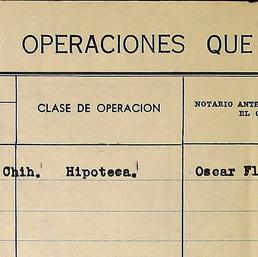 OPERACIONES QUE
CLASE DE OPERACION
NOTARIO ANTE
EL
Chih. Hipoteca.
Oscar Fl